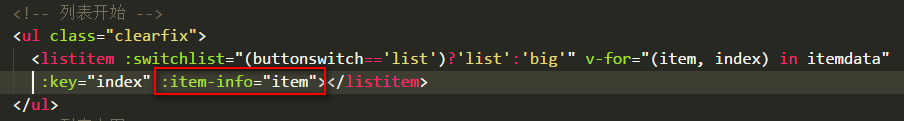 <!-- 列表开始 -->
<ul class="clearfix">
<listitem :switchlist="(buttonswitch=='list')?'list':'big'" v-for="(item, index) in itemdata"
:key="index" :item-info="item"></listitem>
</ul>